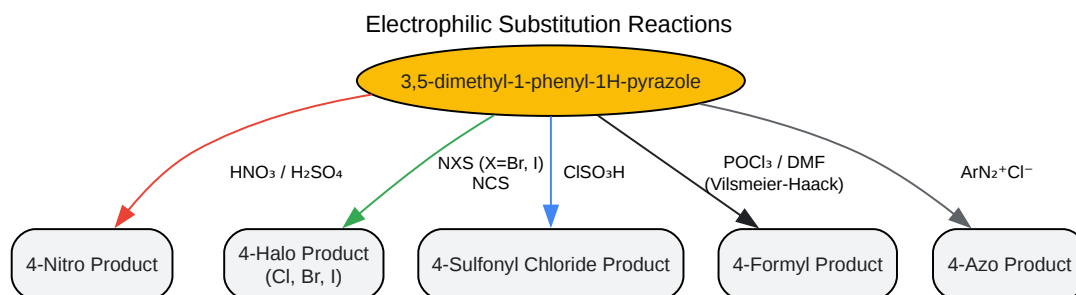 Electrophilic Substitution Reactions
3,5-dimethyl-1-phenyl-1H-pyrazole
HNO₃ / H₂SO₄
NXS (X=Br, I)
NCS
ClSO₃H
POCl₃ / DMF
(Vilsmeier-Haack)
ArN₂⁺Cl⁻
4-Nitro Product
4-Halo Product
(Cl, Br, I)
4-Sulfonyl Chloride Product
4-Formyl Product
4-Azo Product